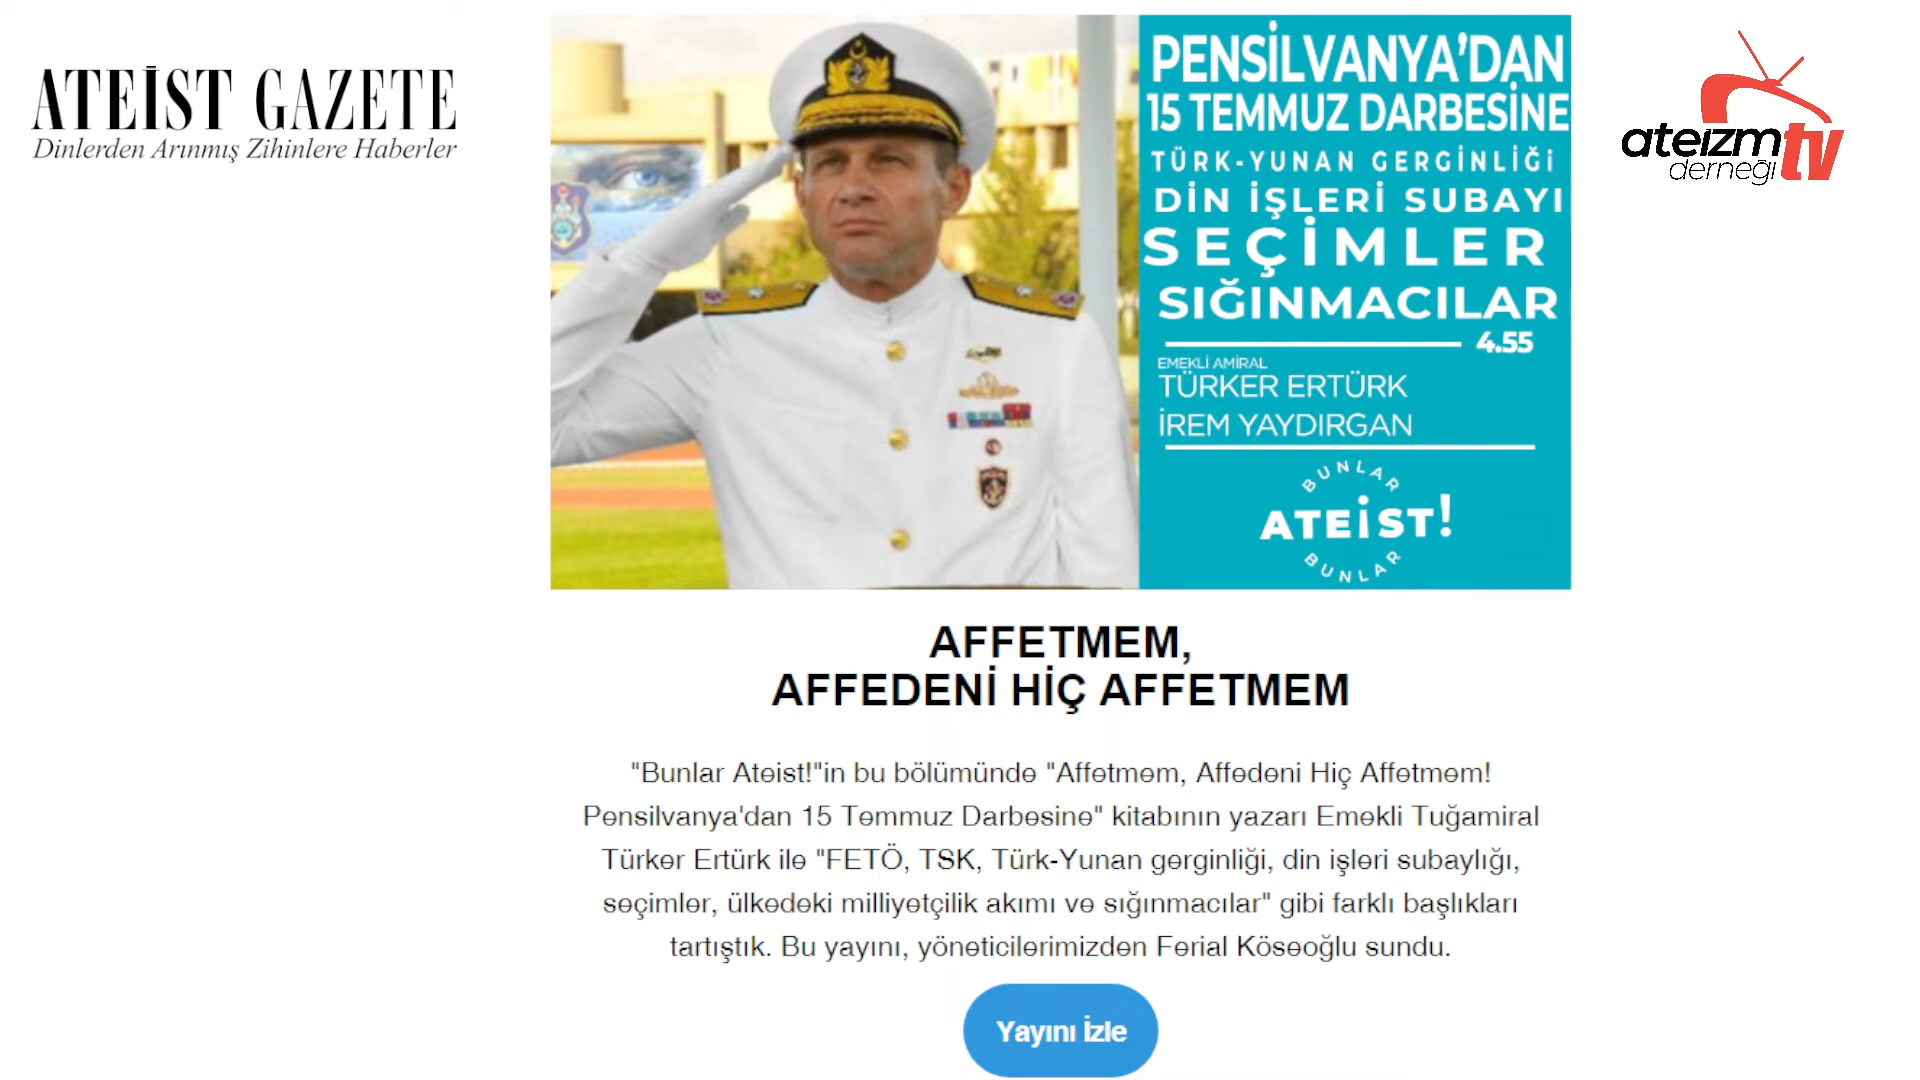 ATEİST GAZETE
Dinlerden Arınmış Zihinlere Haberler
PENSİLVANYA'DAN
15 TEMMUZ DARBESİNE
TÜRK-YUNAN GERGİNLİĞİ
DİN İŞLERİ SUBAYI
SEÇİMLER
SIĞINMACILAR
4.55
EMEKLİ AMİRAL
TÜRKER ERTÜRK
İREM YAYDIRGAN
BUNLAR
ATEİST!
BUNLAR
ateizm tv
derneği
AFFETMEM,
AFFEDENİ HİÇ AFFETMEM
"Bunlar Ateist!"in bu bölümünde "Affetmem, Affedeni Hiç Affetmem!
Pensilvanya'dan 15 Temmuz Darbesine" kitabının yazarı Emekli Tuğamiral
Türker Ertürk ile "FETÖ, TSK, Türk-Yunan gerginliği, din işleri subaylığı,
seçimler, ülkedeki milliyetçilik akımı ve sığınmacılar" gibi farklı başlıkları
tartıştık. Bu yayını, yöneticilerimizden Ferial Köseoğlu sundu.
Yayını İzle